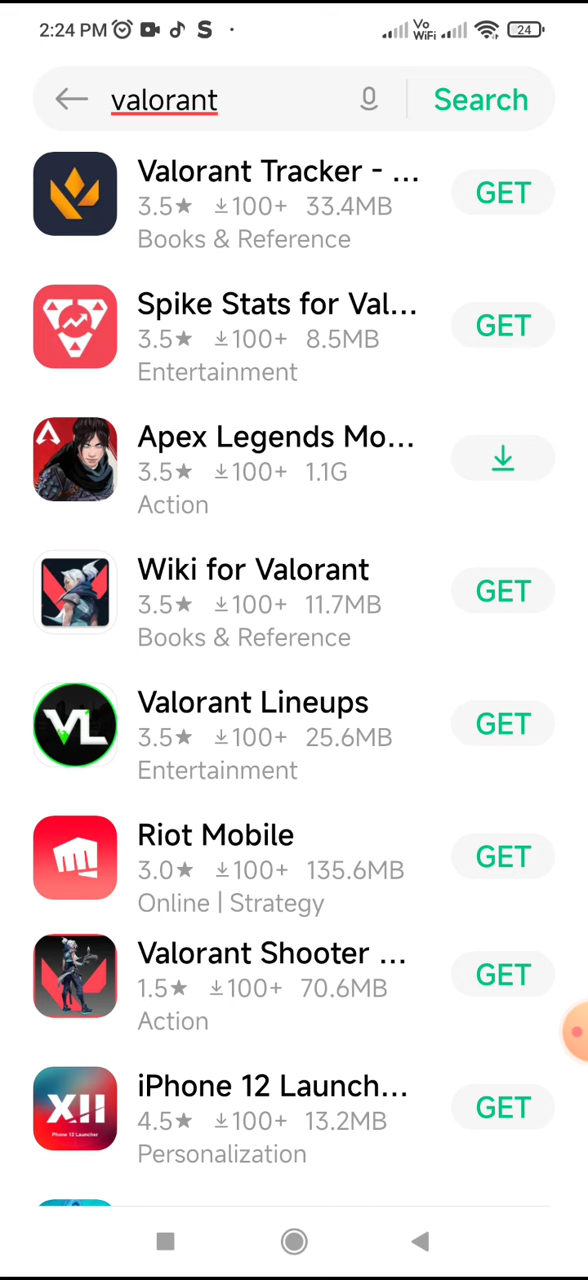 2:24 PM
Vo
WiFi
24
valorant
Search
Valorant Tracker - ...
3.5★ 100+ 33.4MB
Books & Reference
GET
Spike Stats for Val...
3.5★ 100+ 8.5MB
Entertainment
GET
Apex Legends Mo...
3.5★ 100+ 1.1G
Action
Wiki for Valorant
3.5★ 100+ 11.7MB
Books & Reference
GET
VL
Valorant Lineups
3.5★ 100+ 25.6MB
Entertainment
GET
Riot Mobile
3.0★ 100+ 135.6MB
Online | Strategy
GET
Valorant Shooter ...
1.5★ 100+ 70.6MB
Action
GET
XII
Phone 12 Launcher
iPhone 12 Launch...
4.5★ 100+ 13.2MB
Personalization
GET